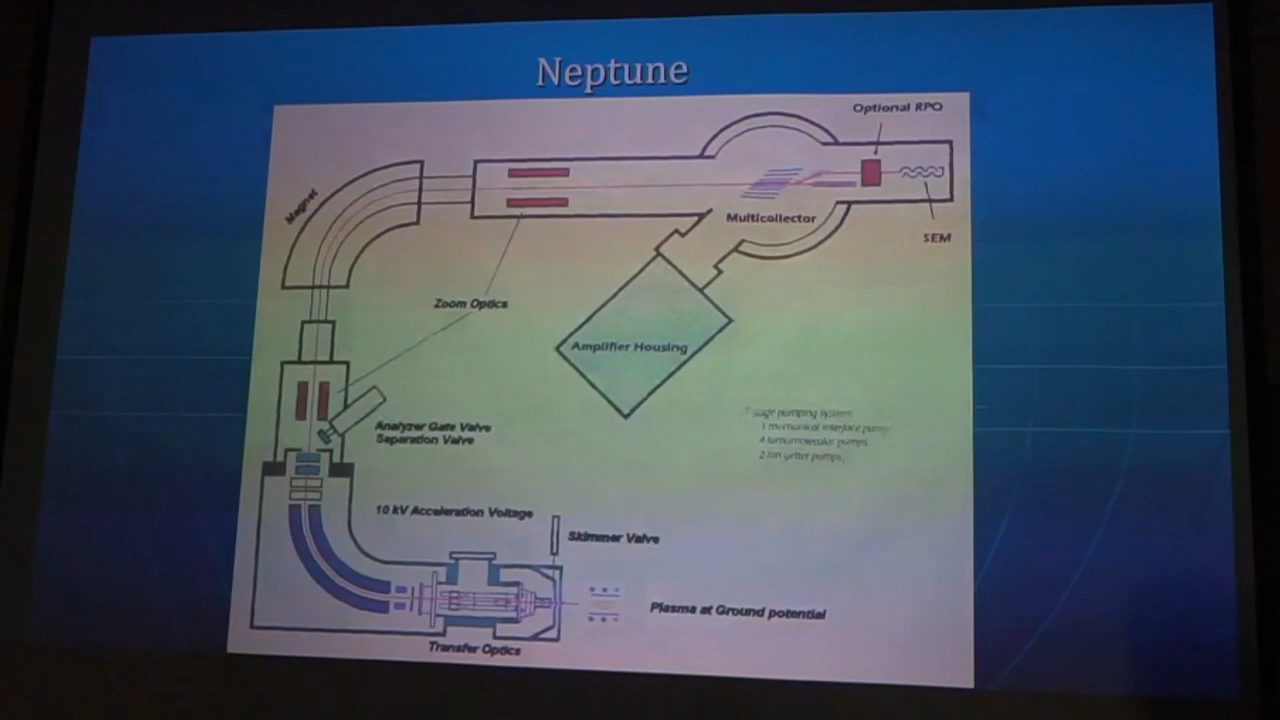 Neptune
Optional RPQ
Magnet
Multicollector
SEM
Zoom Optics
Amplifier Housing
stage pumping system
1 mechanical interface pump
4 turbomolecular pumps
2 ion getter pumps,
Analyzer Gate Valve
Separation Valve
10 kV Acceleration Voltage
Skimmer Valve
Plasma at Ground potential
Transfer Optics